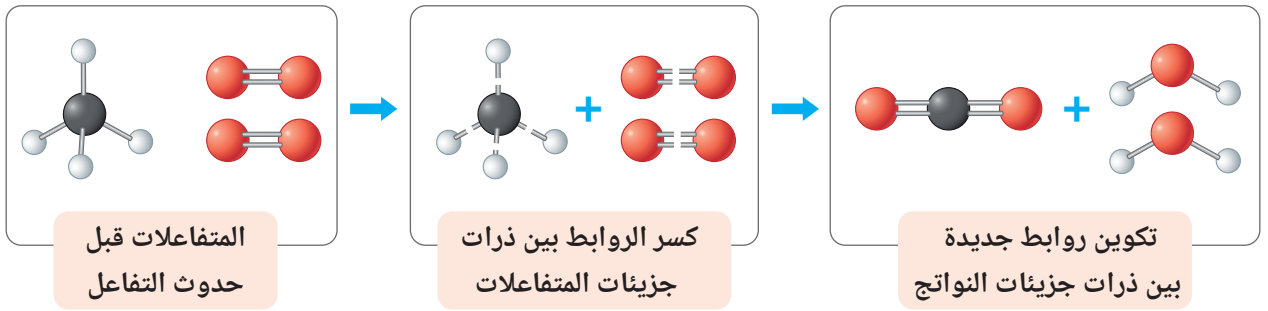 المتفاعلات قبل
حدوث التفاعل
+
كسر الروابط بين ذرات
جزيئات المتفاعلات
+
تكوين روابط جديدة
بين ذرات جزيئات النواتج